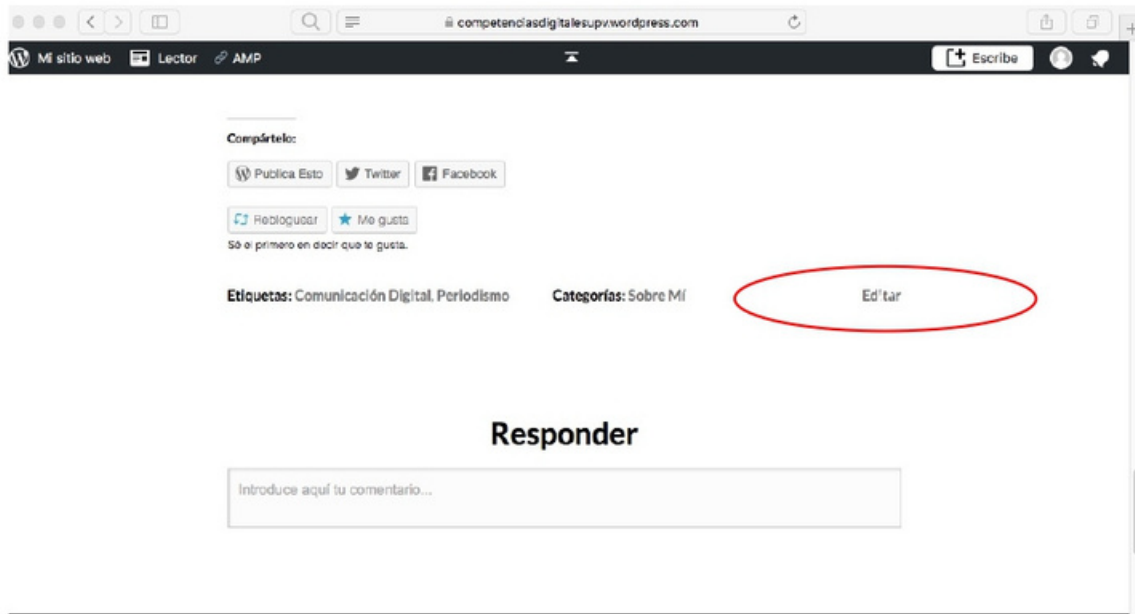 competenciasdigitalesupv.wordpress.com
Mi sitio web Lector AMP Escribe
Compártelo:
Publica Esto Twitter Facebook
Rebloguear Me gusta
Sé el primero en decir que te gusta.
Etiquetas: Comunicación Digital, Periodismo Categorías: Sobre Mí Editar
Responder
Introduce aquí tu comentario...